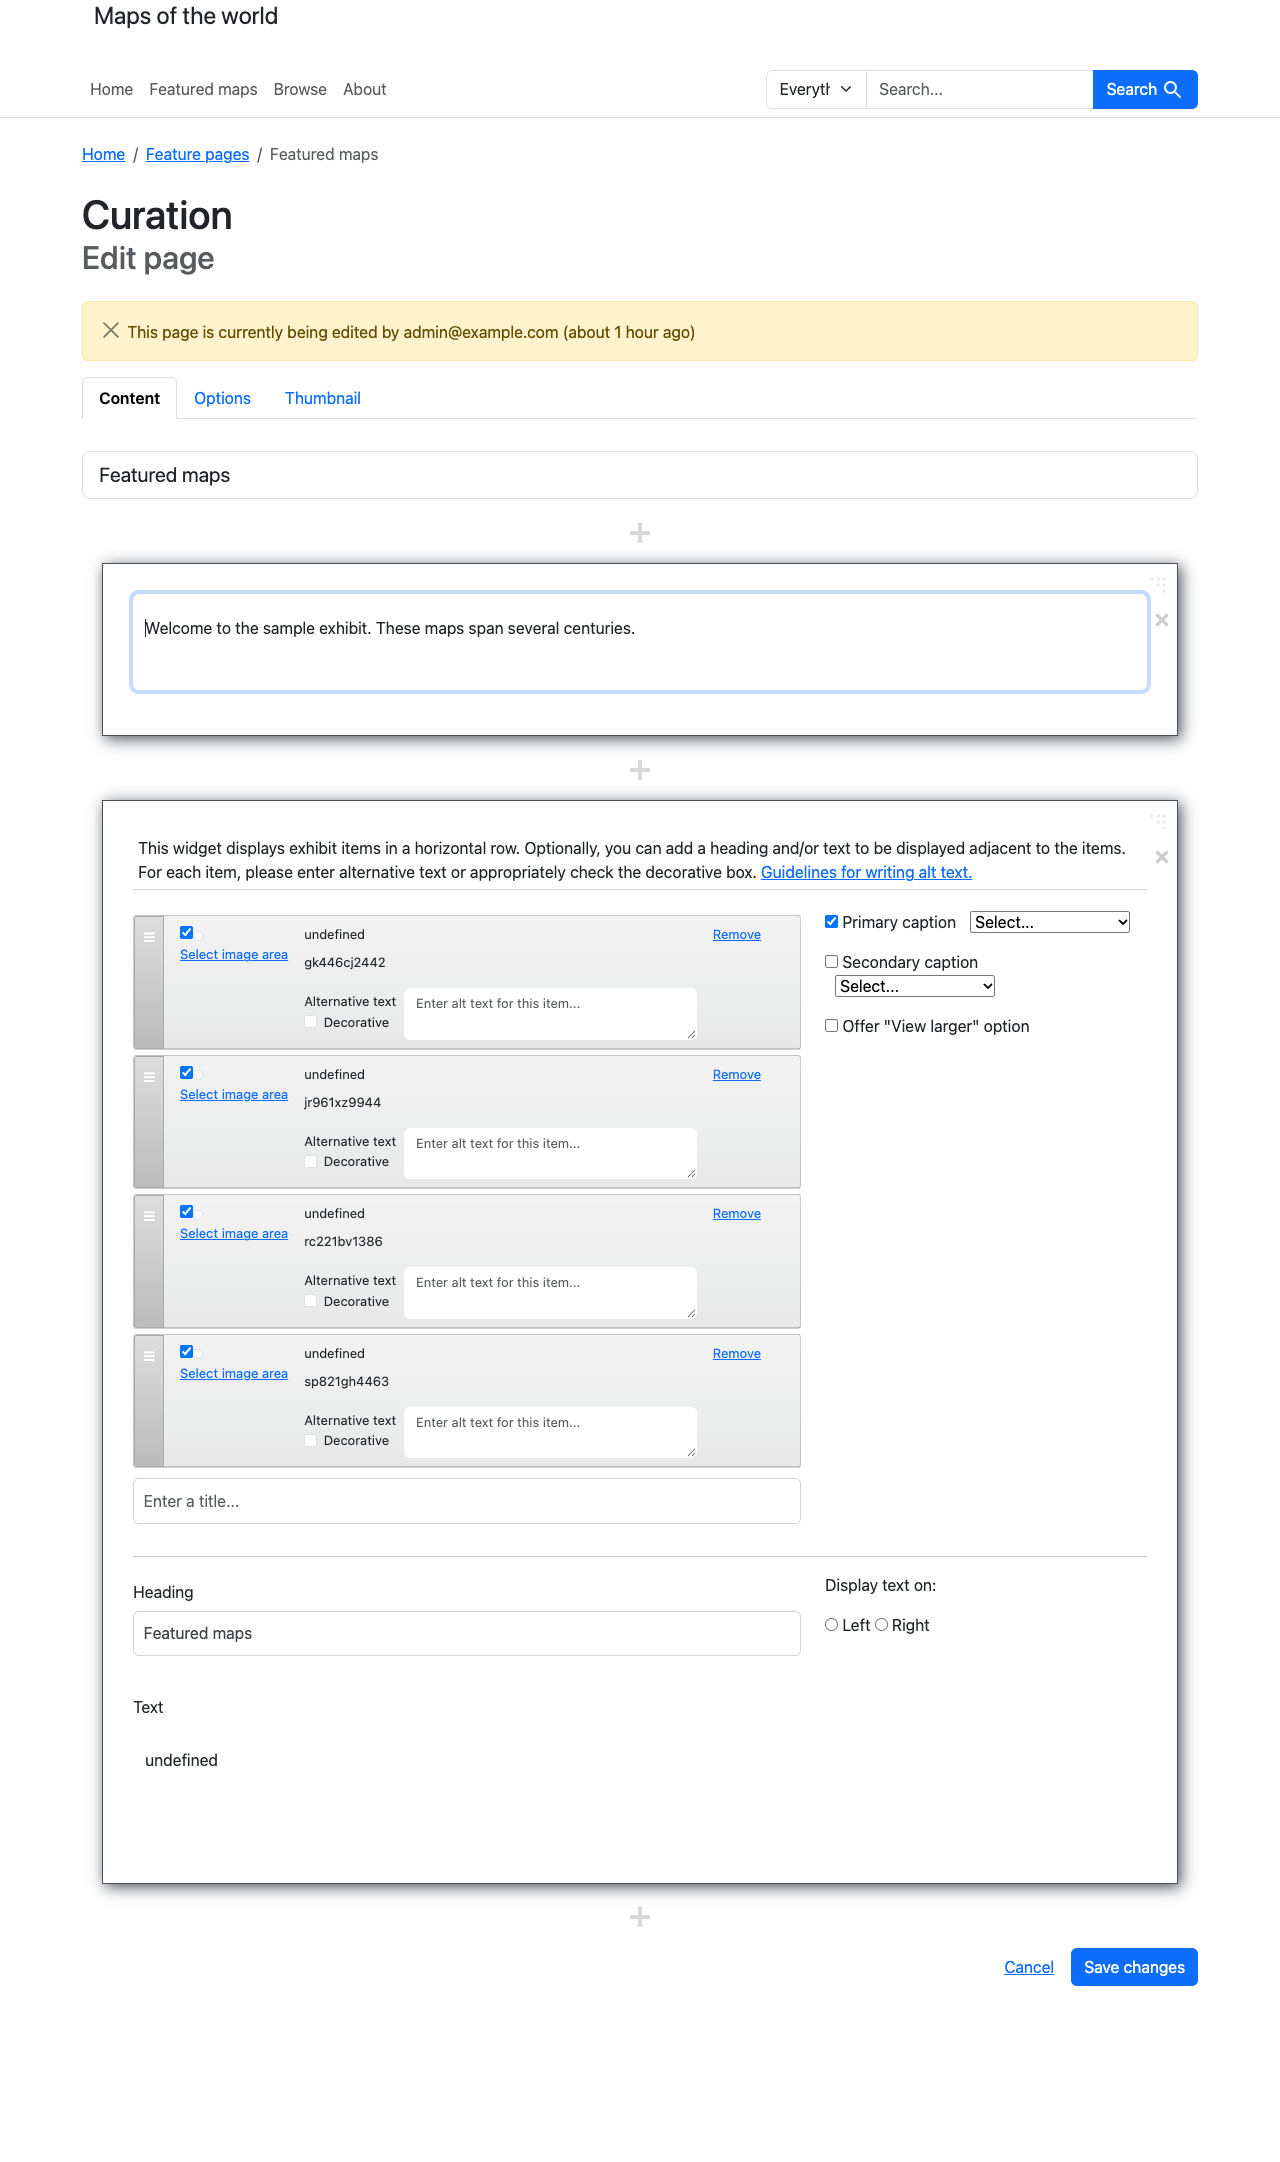 Maps of the world
Home Featured maps Browse About
Everyth Search... Search
Home / Feature pages / Featured maps
Curation
Edit page
This page is currently being edited by admin@example.com (about 1 hour ago)
Content Options Thumbnail
Featured maps
Welcome to the sample exhibit. These maps span several centuries.
This widget displays exhibit items in a horizontal row. Optionally, you can add a heading and/or text to be displayed adjacent to the items.
For each item, please enter alternative text or appropriately check the decorative box. Guidelines for writing alt text.
Primary caption Select...
Secondary caption
Select...
Offer "View larger" option
undefined Remove
Select image area
gk446cj2442
Alternative text Enter alt text for this item...
Decorative
undefined Remove
Select image area
jr961xz9944
Alternative text Enter alt text for this item...
Decorative
undefined Remove
Select image area
rc221bv1386
Alternative text Enter alt text for this item...
Decorative
undefined Remove
Select image area
sp821gh4463
Alternative text Enter alt text for this item...
Decorative
Enter a title...
Heading
Featured maps
Display text on:
Left Right
Text
undefined
Cancel Save changes